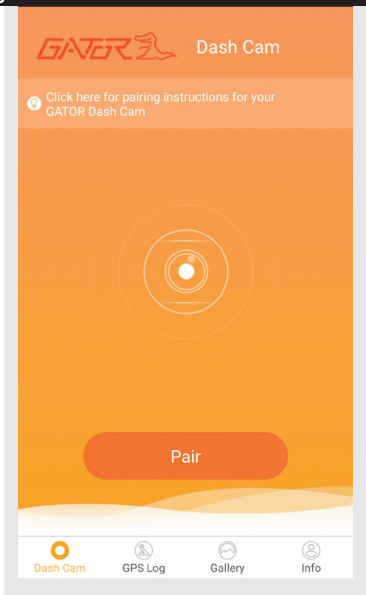 GATOR Dash Cam
Click here for pairing instructions for your
GATOR Dash Cam
Pair
Dash Cam GPS Log Gallery Info